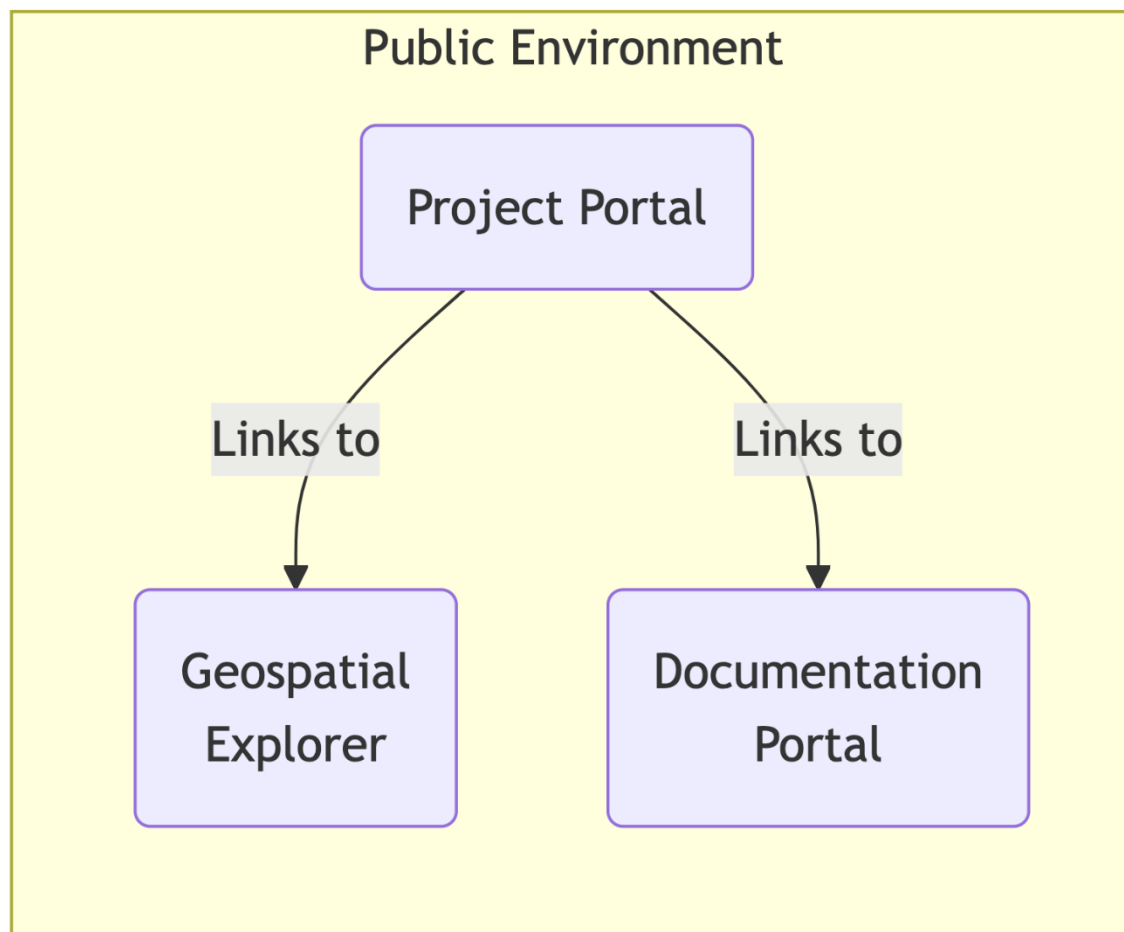 Public Environment
Project Portal
Links to
Links to
Geospatial
Explorer
Documentation
Portal